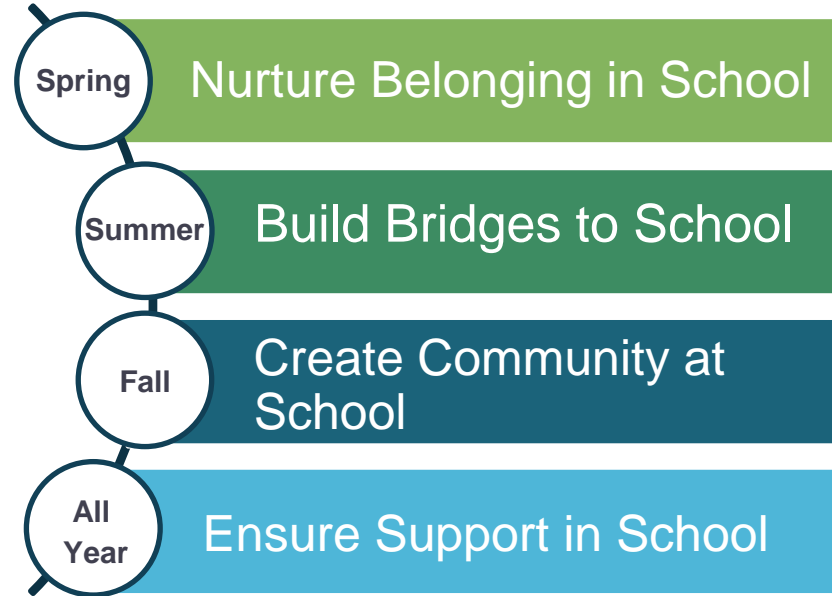 Spring
Nurture Belonging in School
Summer
Build Bridges to School
Fall
Create Community at
School
All
Year
Ensure Support in School